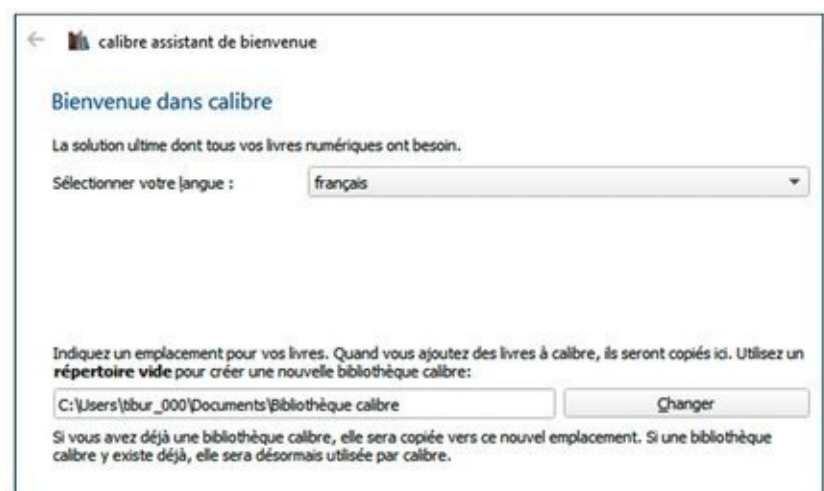 calibre assistant de bienvenue
Bienvenue dans calibre
La solution ultime dont tous vos livres numériques ont besoin.
Sélectionner votre langue : français
Indiquez un emplacement pour vos livres. Quand vous ajoutez des livres à calibre, ils seront copiés ici. Utilisez un
répertoire vide pour créer une nouvelle bibliothèque calibre:
C:\Users\tibur_000\Documents\Bibliothèque calibre Changer
Si vous avez déjà une bibliothèque calibre, elle sera copiée vers ce nouvel emplacement. Si une bibliothèque
calibre y existe déjà, elle sera désormais utilisée par calibre.